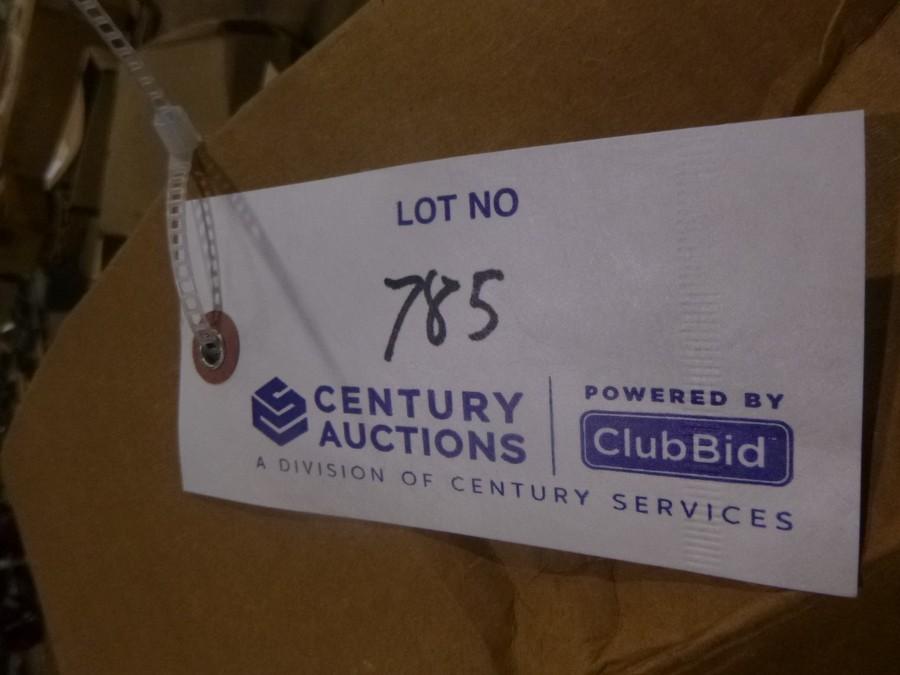 LOT NO
785
CENTURY
AUCTIONS
A DIVISION OF CENTURY SERVICES
POWERED BY
ClubBid